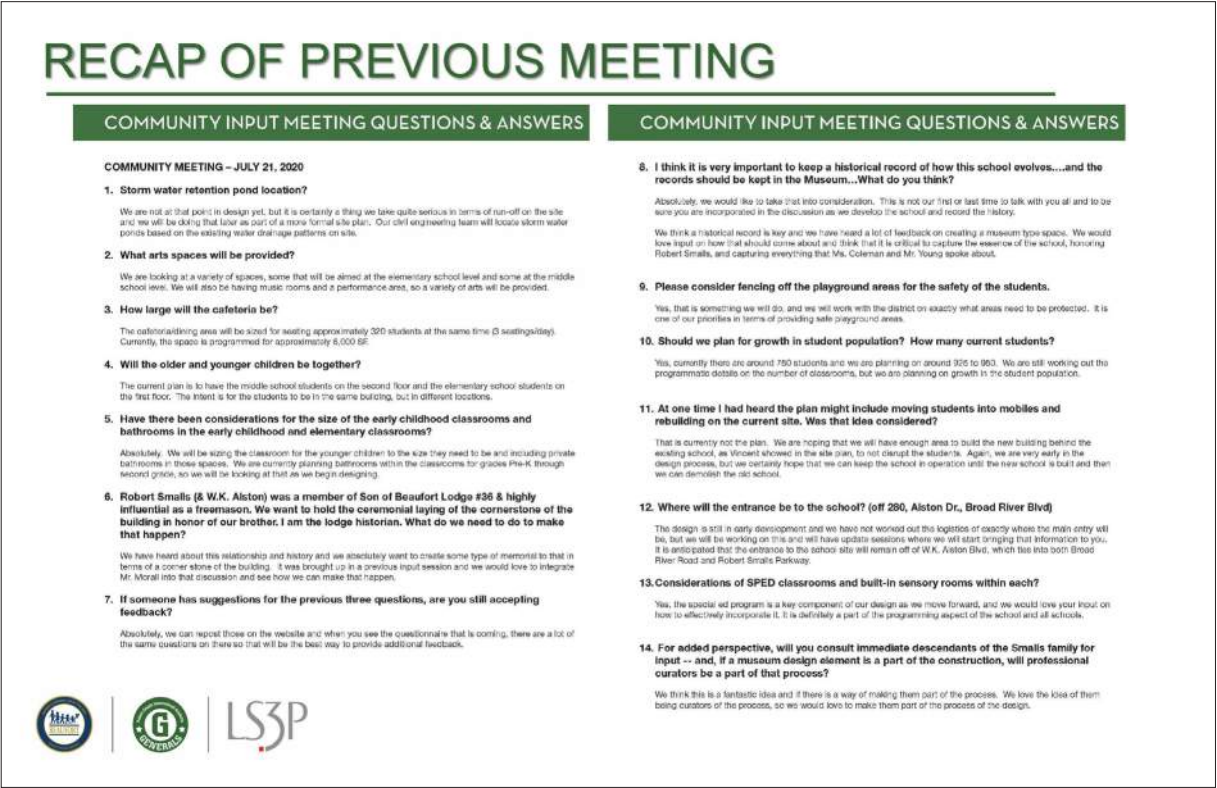 RECAP OF PREVIOUS MEETING
COMMUNITY INPUT MEETING QUESTIONS & ANSWERS
COMMUNITY MEETING – JULY 21, 2020
1. Storm water retention pond location?
We are not at that point in design yet, but it is certainly a thing we take quite serious in terms of run-off on the site
and we will be doing that later as part of a more formal site plan. Our civil engineering team will locate storm water
ponds based on the existing water drainage patterns on site.
2. What arts spaces will be provided?
We are looking at a variety of spaces, some that will be aimed at the elementary school level and some at the middle
school level. We will also be having music rooms and a performance area, so a variety of arts will be provided.
3. How large will the cafeteria be?
The cafeteria/dining area will be sized for seating approximately 320 students at the same time (3 seatings/day).
Currently, the space is programmed for approximately 6,000 SF.
4. Will the older and younger children be together?
The current plan is to have the middle school students on the second floor and the elementary school students on
the first floor. The intent is for the students to be in the same building, but in different locations.
5. Have there been considerations for the size of the early childhood classrooms and
bathrooms in the early childhood and elementary classrooms?
Absolutely. We will be sizing the classroom for the younger children to the size they need to be and including private
bathrooms in those spaces. We are currently planning bathrooms within the classrooms for grades Pre-K through
second grade, so we will be looking at that as we begin designing.
6. Robert Smalls (& W.K. Alston) was a member of Son of Beaufort Lodge #36 & highly
influential as a freemason. We want to hold the ceremonial laying of the cornerstone of the
building in honor of our brother. I am the lodge historian. What do we need to do to make
that happen?
We have heard about this relationship and history and we absolutely want to create some type of memorial to that in
terms of a corner stone of the building. It was brought up in a previous input session and we would love to integrate
Mr. Morall into that discussion and see how we can make that happen.
7. If someone has suggestions for the previous three questions, are you still accepting
feedback?
Absolutely, we can repost those on the website and when you see the questionnaire that is coming, there are a lot of
the same questions on there so that will be the best way to provide additional feedback.
COMMUNITY INPUT MEETING QUESTIONS & ANSWERS
8. I think it is very important to keep a historical record of how this school evolves....and the
records should be kept in the Museum...What do you think?
Absolutely, we would like to take that into consideration. This is not our first or last time to talk with you all and to be
sure you are incorporated in the discussion as we develop the school and record the history.
We think a historical record is key and we have heard a lot of feedback on creating a museum type space. We would
love input on how that should come about and think that it is critical to capture the essence of the school, honoring
Robert Smalls, and capturing everything that Ms. Coleman and Mr. Young spoke about.
9. Please consider fencing off the playground areas for the safety of the students.
Yes, that is something we will do, and we will work with the district on exactly what areas need to be protected. It is
one of our priorities in terms of providing safe playground areas.
10. Should we plan for growth in student population? How many current students?
Yes, currently there are around 780 students and we are planning on around 925 to 950. We are still working out the
programmatic details on the number of classrooms, but we are planning on growth in the student population.
11. At one time I had heard the plan might include moving students into mobiles and
rebuilding on the current site. Was that idea considered?
That is currently not the plan. We are hoping that we will have enough area to build the new building behind the
existing school, as Vincent showed in the site plan, to not disrupt the students. Again, we are very early in the
design process, but we certainly hope that we can keep the school in operation until the new school is built and then
we can demolish the old school.
12. Where will the entrance be to the school? (off 280, Alston Dr., Broad River Blvd)
The design is still in early development and we have not worked out the logistics of exactly where the main entry will
be, but we will be working on this and will have update sessions where we will start bringing that information to you.
It is anticipated that the entrance to the school site will remain off of W.K. Alston Blvd, which ties into both Broad
River Road and Robert Smalls Parkway.
13. Considerations of SPED classrooms and built-in sensory rooms within each?
Yes, the special ed program is a key component of our design as we move forward, and we would love your input on
how to effectively incorporate it. It is definitely a part of the programming aspect of the school and all schools.
14. For added perspective, will you consult immediate descendants of the Smalls family for
input -- and, if a museum design element is a part of the construction, will professional
curators be a part of that process?
We think this is a fantastic idea and if there is a way of making them part of the process. We love the idea of them
being curators of the process, so we would love to make them part of the process of the design.
BEAUFORT
G
GENERALS
LS3P